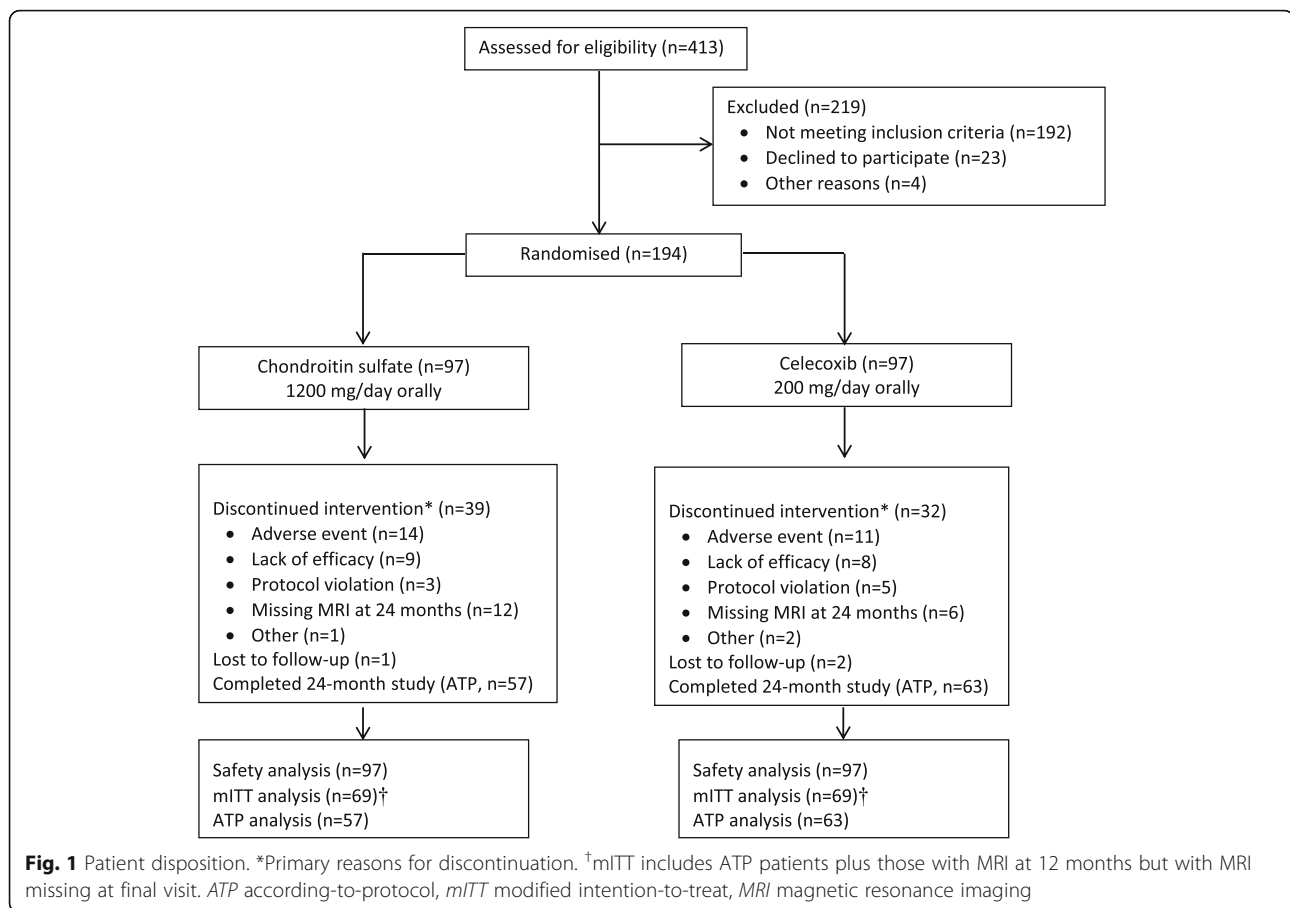 Assessed for eligibility (n=413)
Excluded (n=219)
• Not meeting inclusion criteria (n=192)
• Declined to participate (n=23)
• Other reasons (n=4)
Randomised (n=194)
Chondroitin sulfate (n=97)
1200 mg/day orally
Celecoxib (n=97)
200 mg/day orally
Discontinued intervention* (n=39)
• Adverse event (n=14)
• Lack of efficacy (n=9)
• Protocol violation (n=3)
• Missing MRI at 24 months (n=12)
• Other (n=1)
Lost to follow-up (n=1)
Completed 24-month study (ATP, n=57)
Discontinued intervention* (n=32)
• Adverse event (n=11)
• Lack of efficacy (n=8)
• Protocol violation (n=5)
• Missing MRI at 24 months (n=6)
• Other (n=2)
Lost to follow-up (n=2)
Completed 24-month study (ATP, n=63)
Safety analysis (n=97)
mITT analysis (n=69)†
ATP analysis (n=57)
Safety analysis (n=97)
mITT analysis (n=69)†
ATP analysis (n=63)
Fig. 1 Patient disposition. *Primary reasons for discontinuation. †mITT includes ATP patients plus those with MRI at 12 months but with MRI
missing at final visit. ATP according-to-protocol, mITT modified intention-to-treat, MRI magnetic resonance imaging